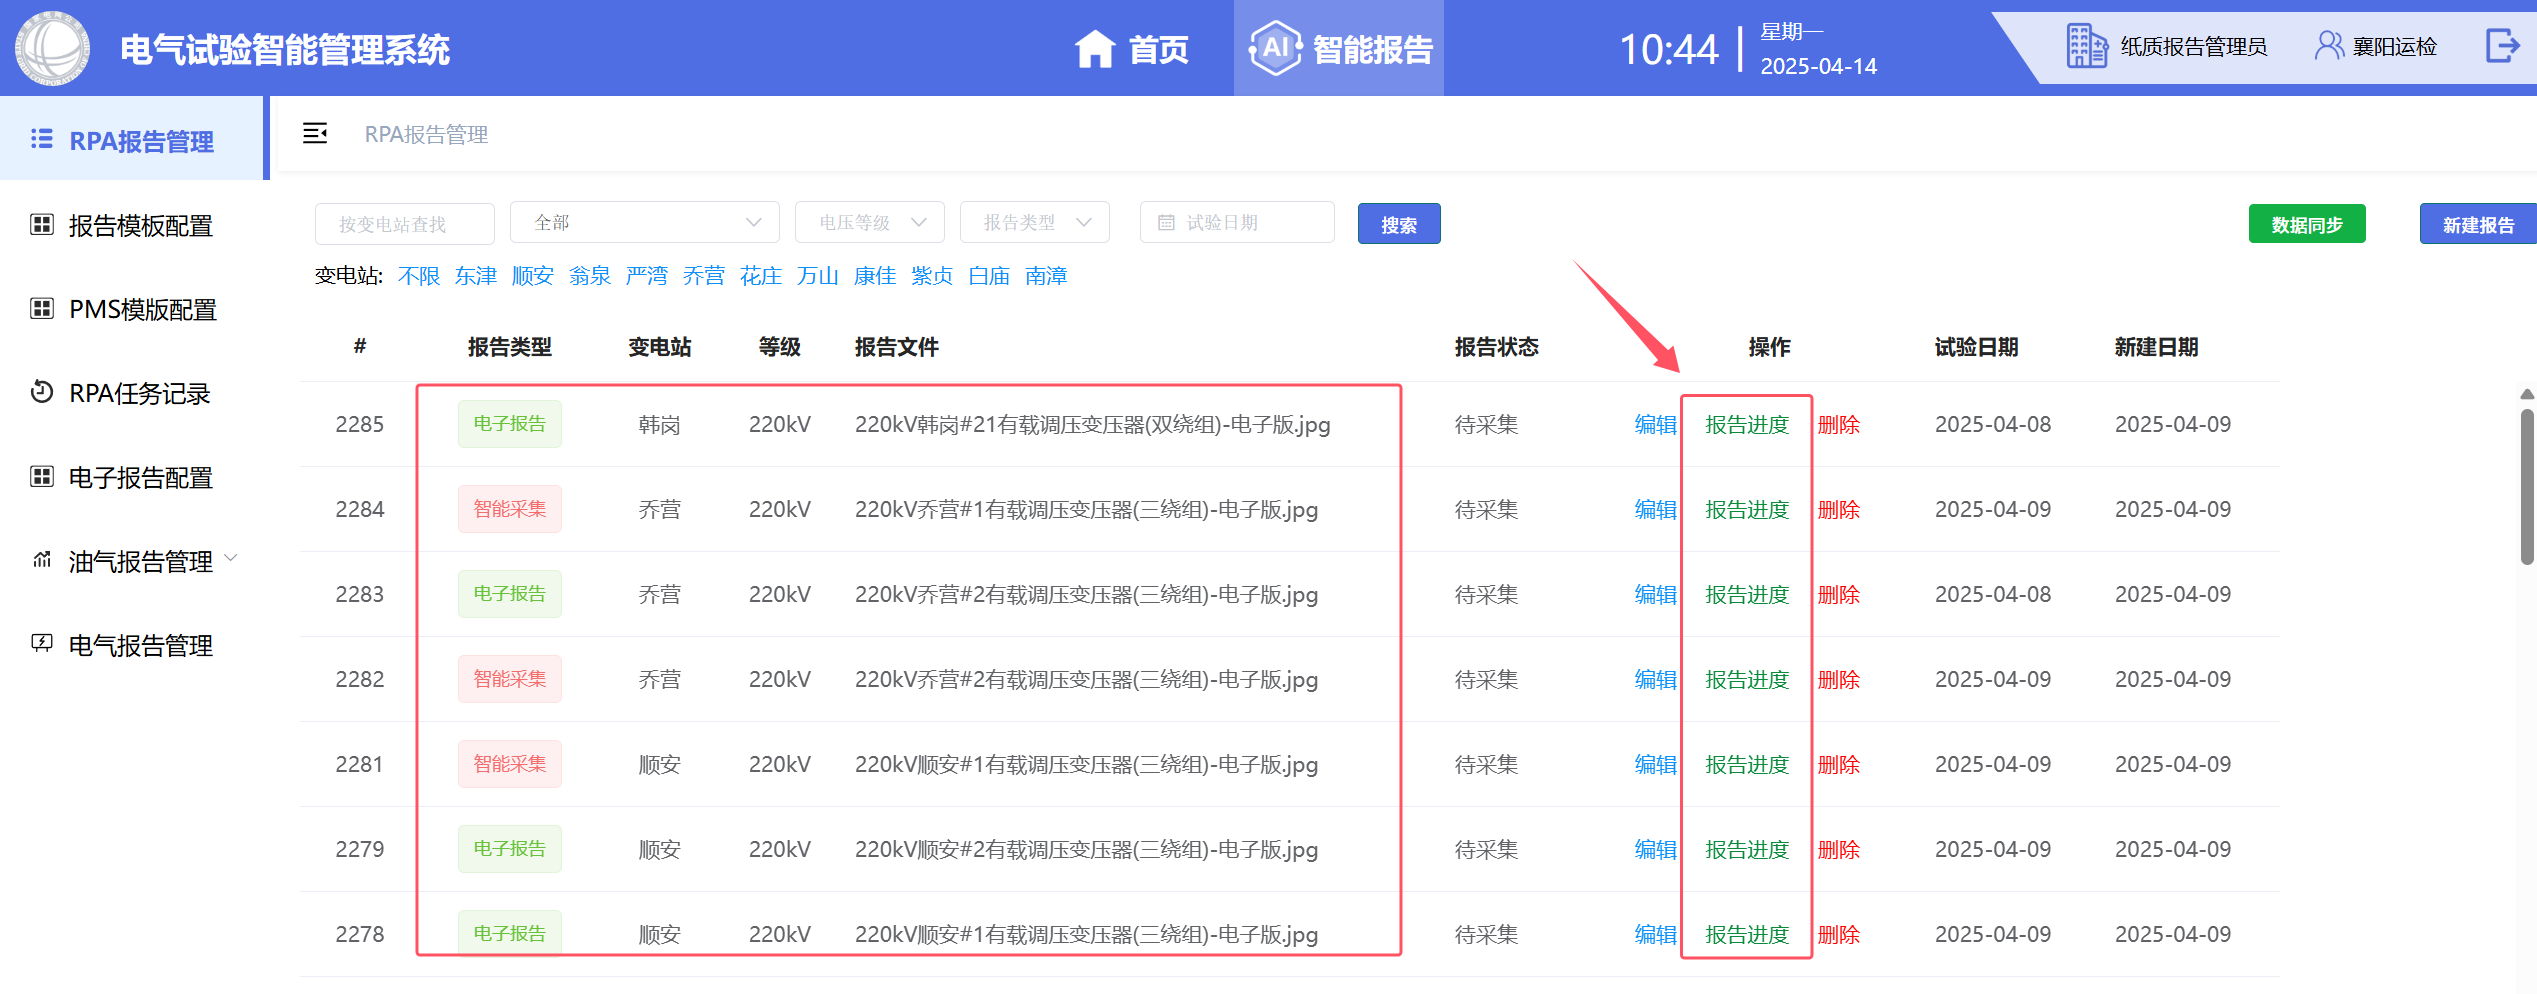 电气试验智能管理系统
首页
AI 智能报告
10:44
星期一
2025-04-14
纸质报告管理员
襄阳运检
RPA报告管理
报告模板配置
PMS模版配置
RPA任务记录
电子报告配置
油气报告管理
电气报告管理
RPA报告管理
按变电站查找 全部 电压等级 报告类型 试验日期 搜索 数据同步 新建报告
变电站: 不限 东津 顺安 翁泉 严湾 乔营 花庄 万山 康佳 紫贞 白庙 南漳
# 报告类型 变电站 等级 报告文件 报告状态 操作 试验日期 新建日期
2285 电子报告 韩岗 220kV 220kV韩岗#21有载调压变压器(双绕组)-电子版.jpg 待采集 编辑 报告进度 删除 2025-04-08 2025-04-09
2284 智能采集 乔营 220kV 220kV乔营#1有载调压变压器(三绕组)-电子版.jpg 待采集 编辑 报告进度 删除 2025-04-09 2025-04-09
2283 电子报告 乔营 220kV 220kV乔营#2有载调压变压器(三绕组)-电子版.jpg 待采集 编辑 报告进度 删除 2025-04-08 2025-04-09
2282 智能采集 乔营 220kV 220kV乔营#2有载调压变压器(三绕组)-电子版.jpg 待采集 编辑 报告进度 删除 2025-04-09 2025-04-09
2281 智能采集 顺安 220kV 220kV顺安#1有载调压变压器(三绕组)-电子版.jpg 待采集 编辑 报告进度 删除 2025-04-09 2025-04-09
2279 电子报告 顺安 220kV 220kV顺安#2有载调压变压器(三绕组)-电子版.jpg 待采集 编辑 报告进度 删除 2025-04-09 2025-04-09
2278 电子报告 顺安 220kV 220kV顺安#1有载调压变压器(三绕组)-电子版.jpg 待采集 编辑 报告进度 删除 2025-04-09 2025-04-09